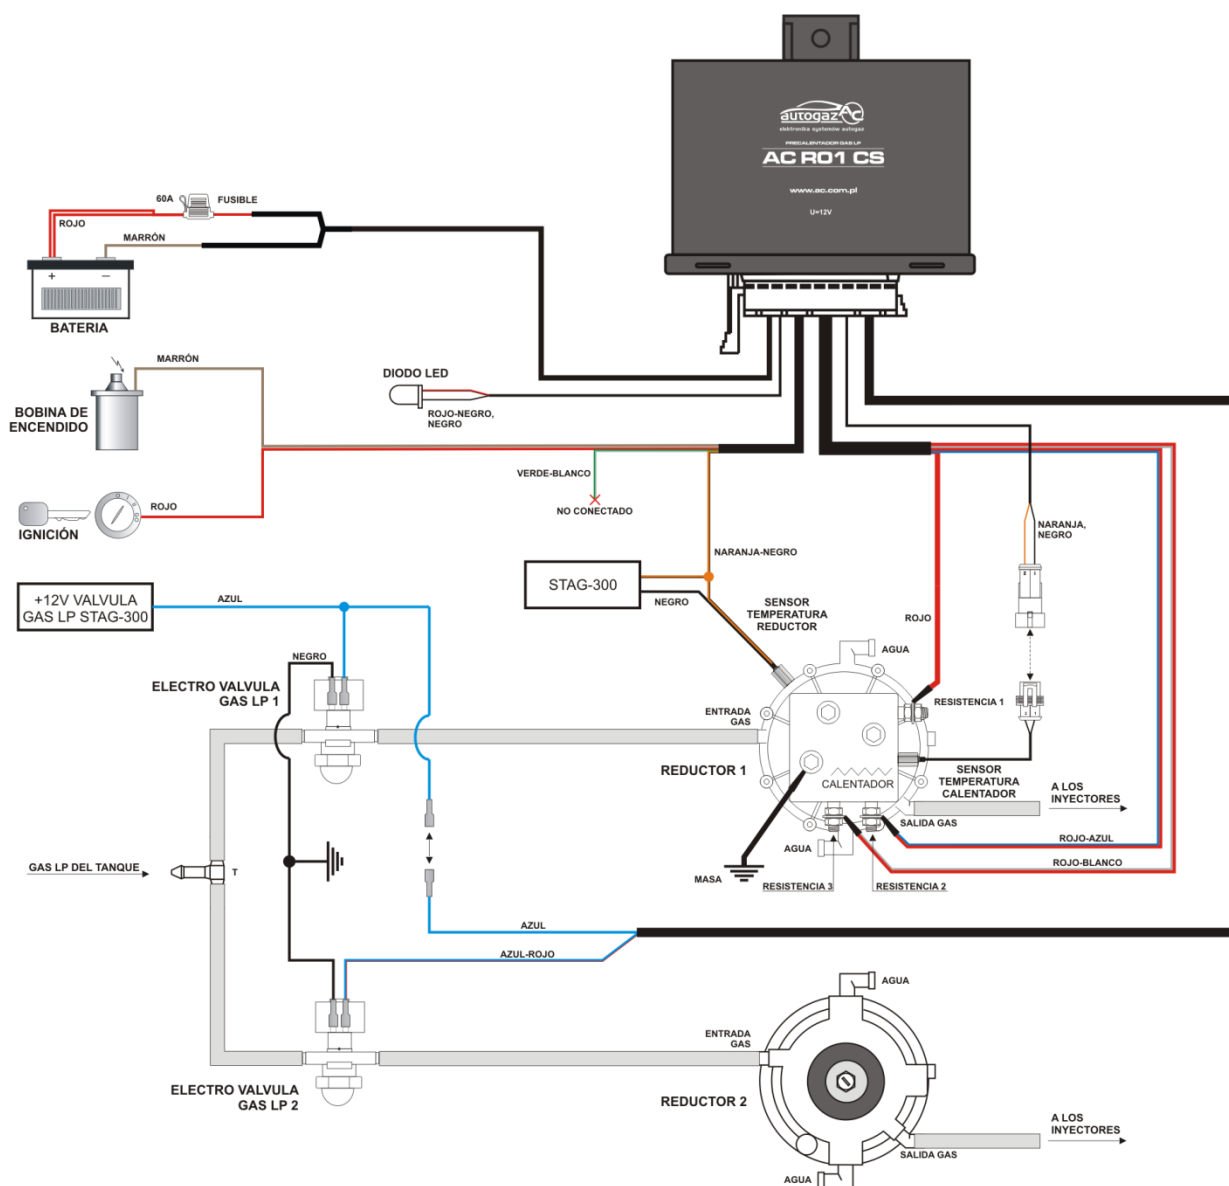 autogaz AC
elektronika systemów autogaz
PRECALENTADOR GAS LP
AC R01 CS
www.ac.com.pl
U=12V
60A
FUSIBLE
ROJO
MARRÓN
+
−
BATERIA
MARRÓN
BOBINA DE
ENCENDIDO
DIODO LED
ROJO-NEGRO,
NEGRO
VERDE-BLANCO
NO CONECTADO
ROJO
IGNICIÓN
NARANJA,
NEGRO
NARANJA-NEGRO
STAG-300
NEGRO
+12V VALVULA
GAS LP STAG-300
AZUL
SENSOR
TEMPERATURA
REDUCTOR
ROJO
AGUA
NEGRO
ELECTRO VALVULA
GAS LP 1
ENTRADA
GAS
RESISTENCIA 1
REDUCTOR 1
CALENTADOR
SENSOR
TEMPERATURA
CALENTADOR
A LOS
INYECTORES
SALIDA GAS
ROJO-AZUL
AGUA
ROJO-BLANCO
GAS LP DEL TANQUE
T
MASA
RESISTENCIA 3
RESISTENCIA 2
AZUL
AZUL-ROJO
AGUA
ENTRADA
GAS
ELECTRO VALVULA
GAS LP 2
REDUCTOR 2
A LOS
INYECTORES
SALIDA GAS
AGUA